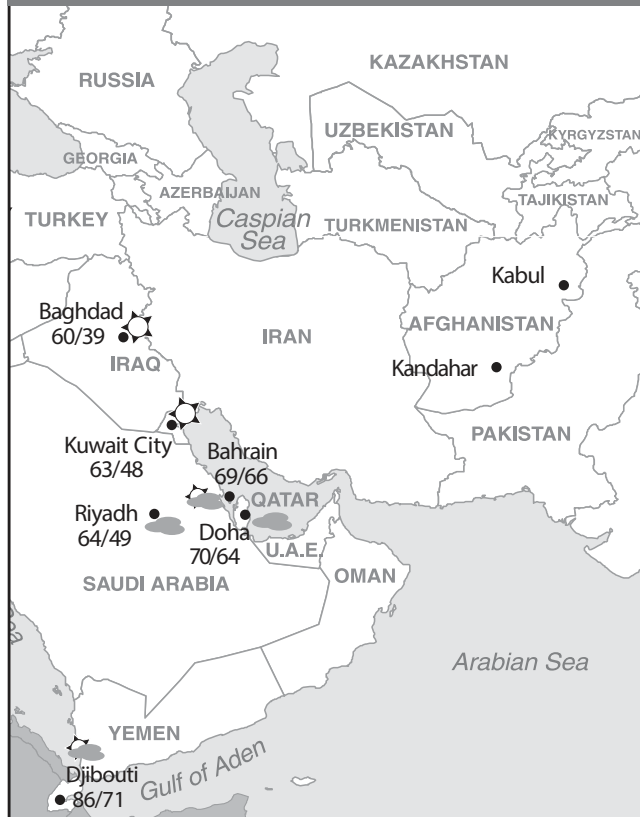 KAZAKHSTAN
RUSSIA
UZBEKISTAN
KYRGYZSTAN
GEORGIA
AZERBAIJAN
TAJIKISTAN
TURKEY
Caspian
Sea
TURKMENISTAN
Kabul
Baghdad
60/39
IRAN
AFGHANISTAN
IRAQ
Kandahar
PAKISTAN
Kuwait City
63/48
Bahrain
69/66
QATAR
Riyadh
64/49
Doha
70/64
U.A.E.
SAUDI ARABIA
OMAN
Arabian Sea
YEMEN
Gulf of Aden
Djibouti
86/71